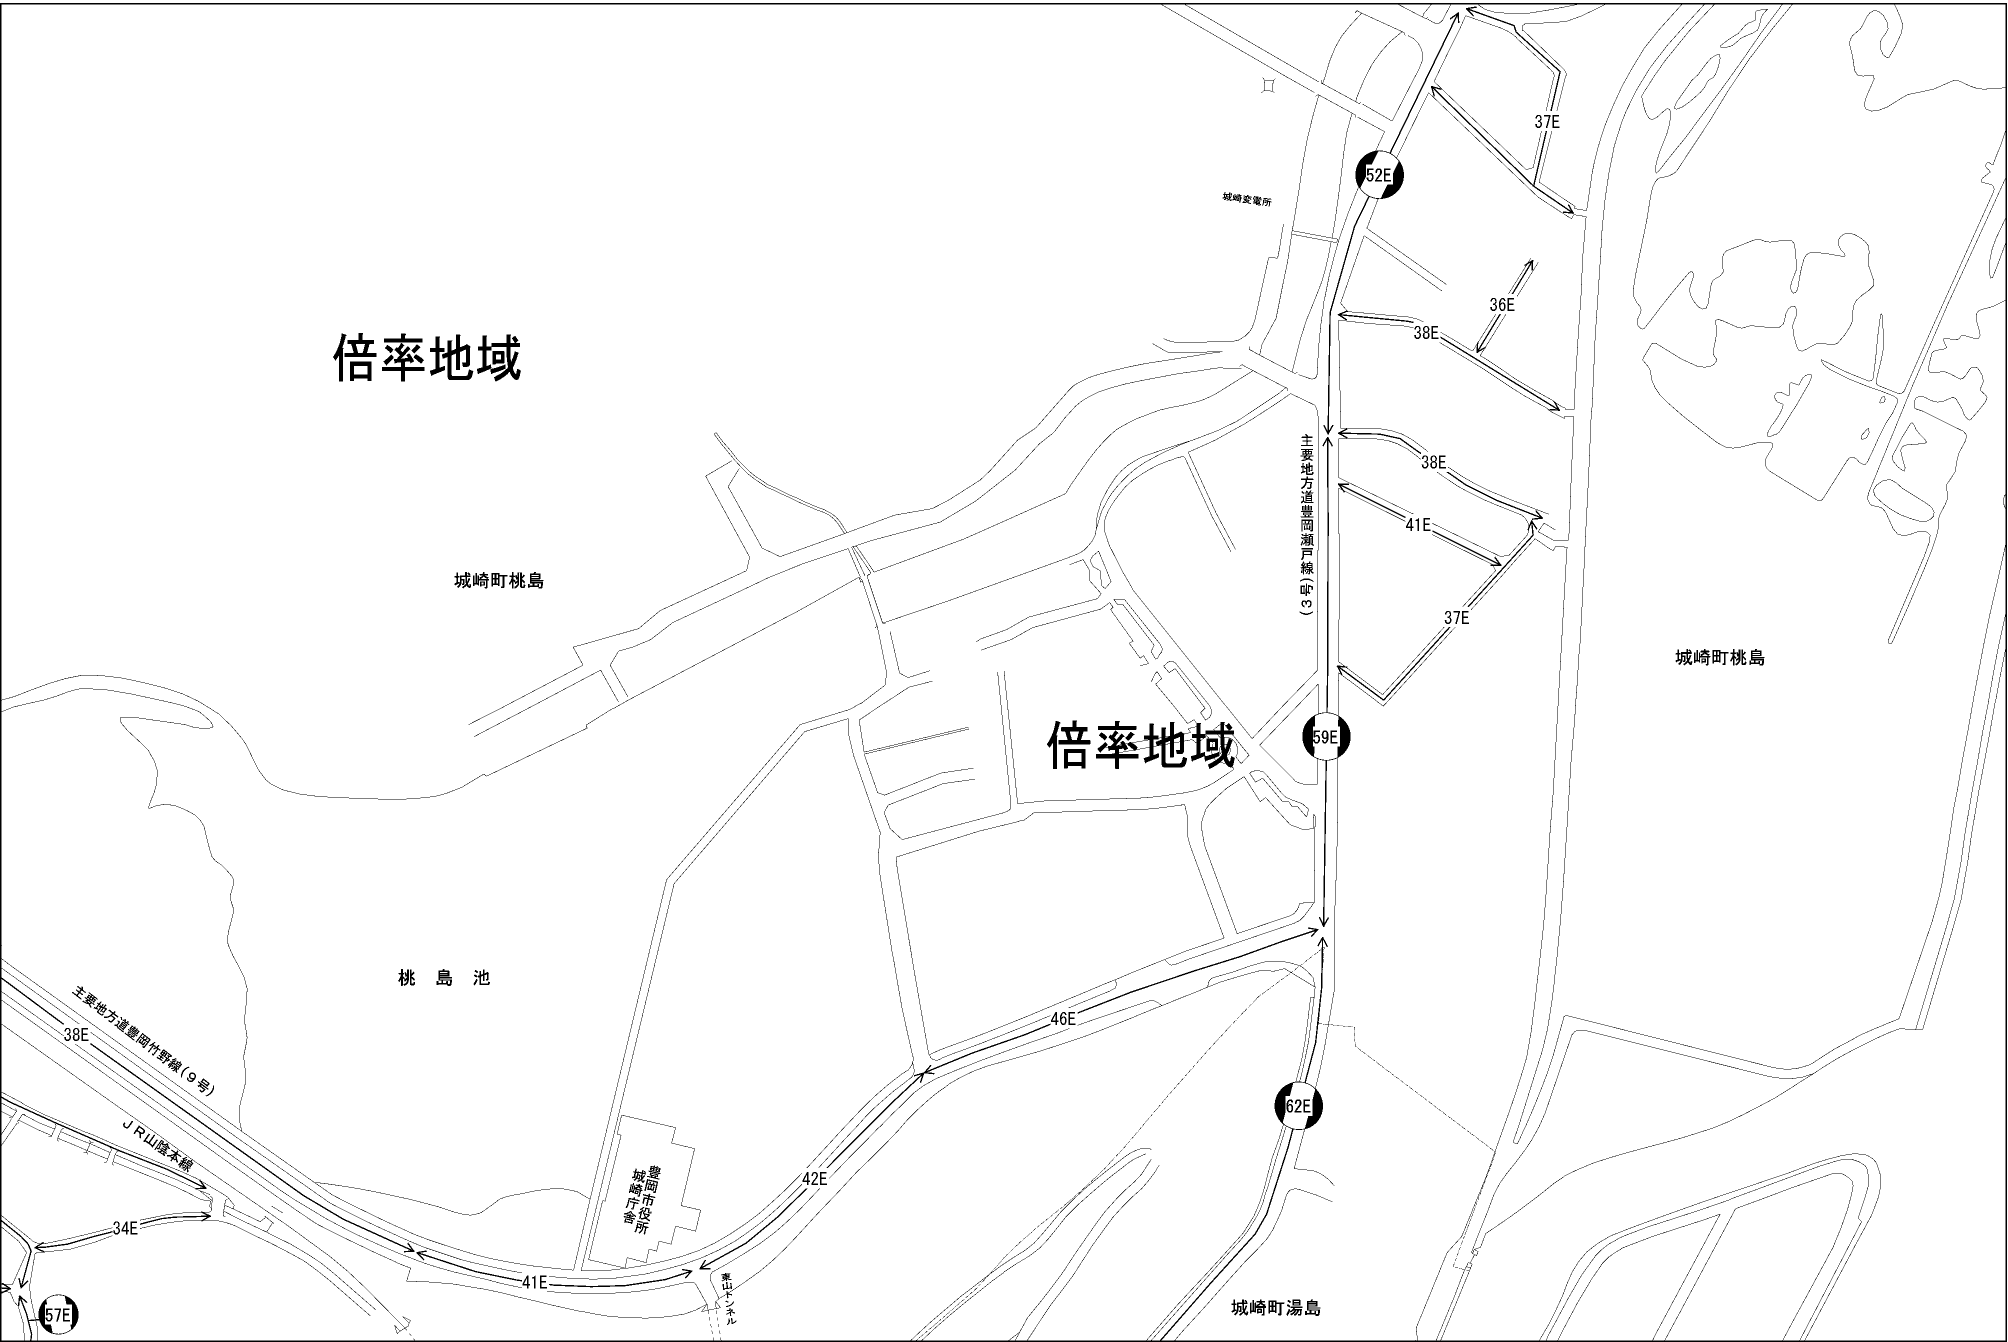 37E
52E
城崎変電所
36E
38E
倍率地域
38E
主要地方道豊岡瀬戸線(3号)
41E
城崎町桃島
37E
城崎町桃島
59E
倍率地域
桃島池
主要地方道豊岡竹野線(9号)
38E
46E
62E
JR山陰本線
豊岡市役所
城崎庁舎
42E
34E
41E
東山トンネル
城崎町湯島
57E